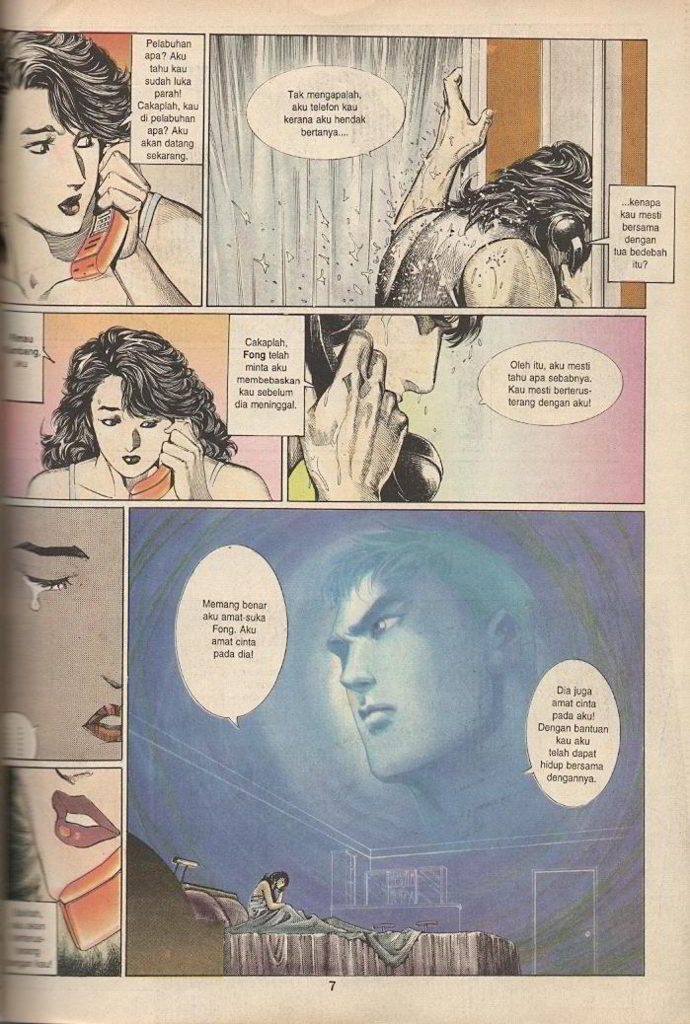 Pelabuhan
apa? Aku
tahu kau
sudah luka
parah!
Cakaplah, kau
di pelabuhan
apa? Aku
akan datang
sekarang.
Tak mengapalah,
aku telefon kau
kerana aku hendak
bertanya....
...kenapa
kau mesti
bersama
dengan
tua bedebah
itu?
aku
Cakaplah,
Fong telah
minta aku
membebaskan
kau sebelum
dia meninggal.
Oleh itu, aku mesti
tahu apa sebabnya.
Kau mesti berterus-
terang dengan aku!
Memang benar
aku amat suka
Fong. Aku
amat cinta
pada dia!
Dia juga
amat cinta
pada aku!
Dengan bantuan
kau aku
telah dapat
hidup bersama
dengannya.
kau!
7